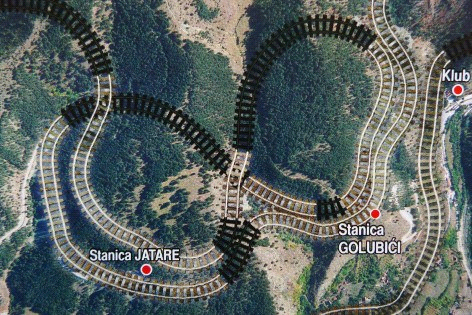 Klub
Stanica JATARE
Stanica
GOLUBIĆI